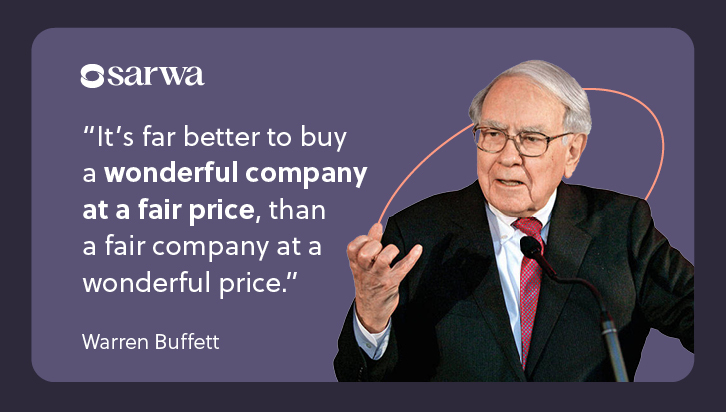 sarwa
“It’s far better to buy
a wonderful company
at a fair price, than
a fair company at a
wonderful price.”
Warren Buffett